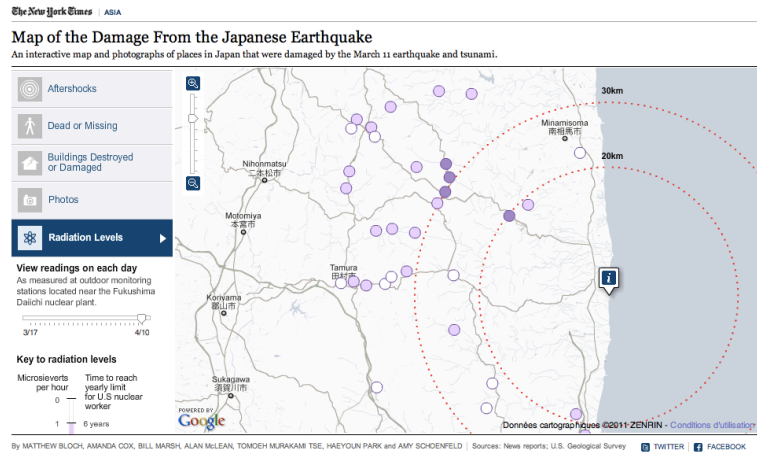 The New York Times | ASIA
Map of the Damage From the Japanese Earthquake
An interactive map and photographs of places in Japan that were damaged by the March 11 earthquake and tsunami.
Aftershocks
Dead or Missing
Buildings Destroyed
or Damaged
Photos
Radiation Levels
View readings on each day
As measured at outdoor monitoring
stations located near the Fukushima
Daiichi nuclear plant.
3/17 4/10
Key to radiation levels
Microsieverts
per hour
Time to reach
yearly limit
for U.S nuclear
worker
0
1 6 years
30km
Minamisoma
南相馬市
20km
Nihonmatsu
二本松市
Motomiya
本宮市
Tamura
田村市
Koriyama
郡山市
Sukagawa
須賀川市
i
POWERED BY
Google
Données cartographiques ©2011 ZENRIN - Conditions d'utilisation
By MATTHEW BLOCH, AMANDA COX, BILL MARSH, ALAN McLEAN, TOMOEH MURAKAMI TSE, HAEYOUN PARK and AMY SCHOENFELD | Sources: News reports; U.S. Geological Survey TWITTER | FACEBOOK